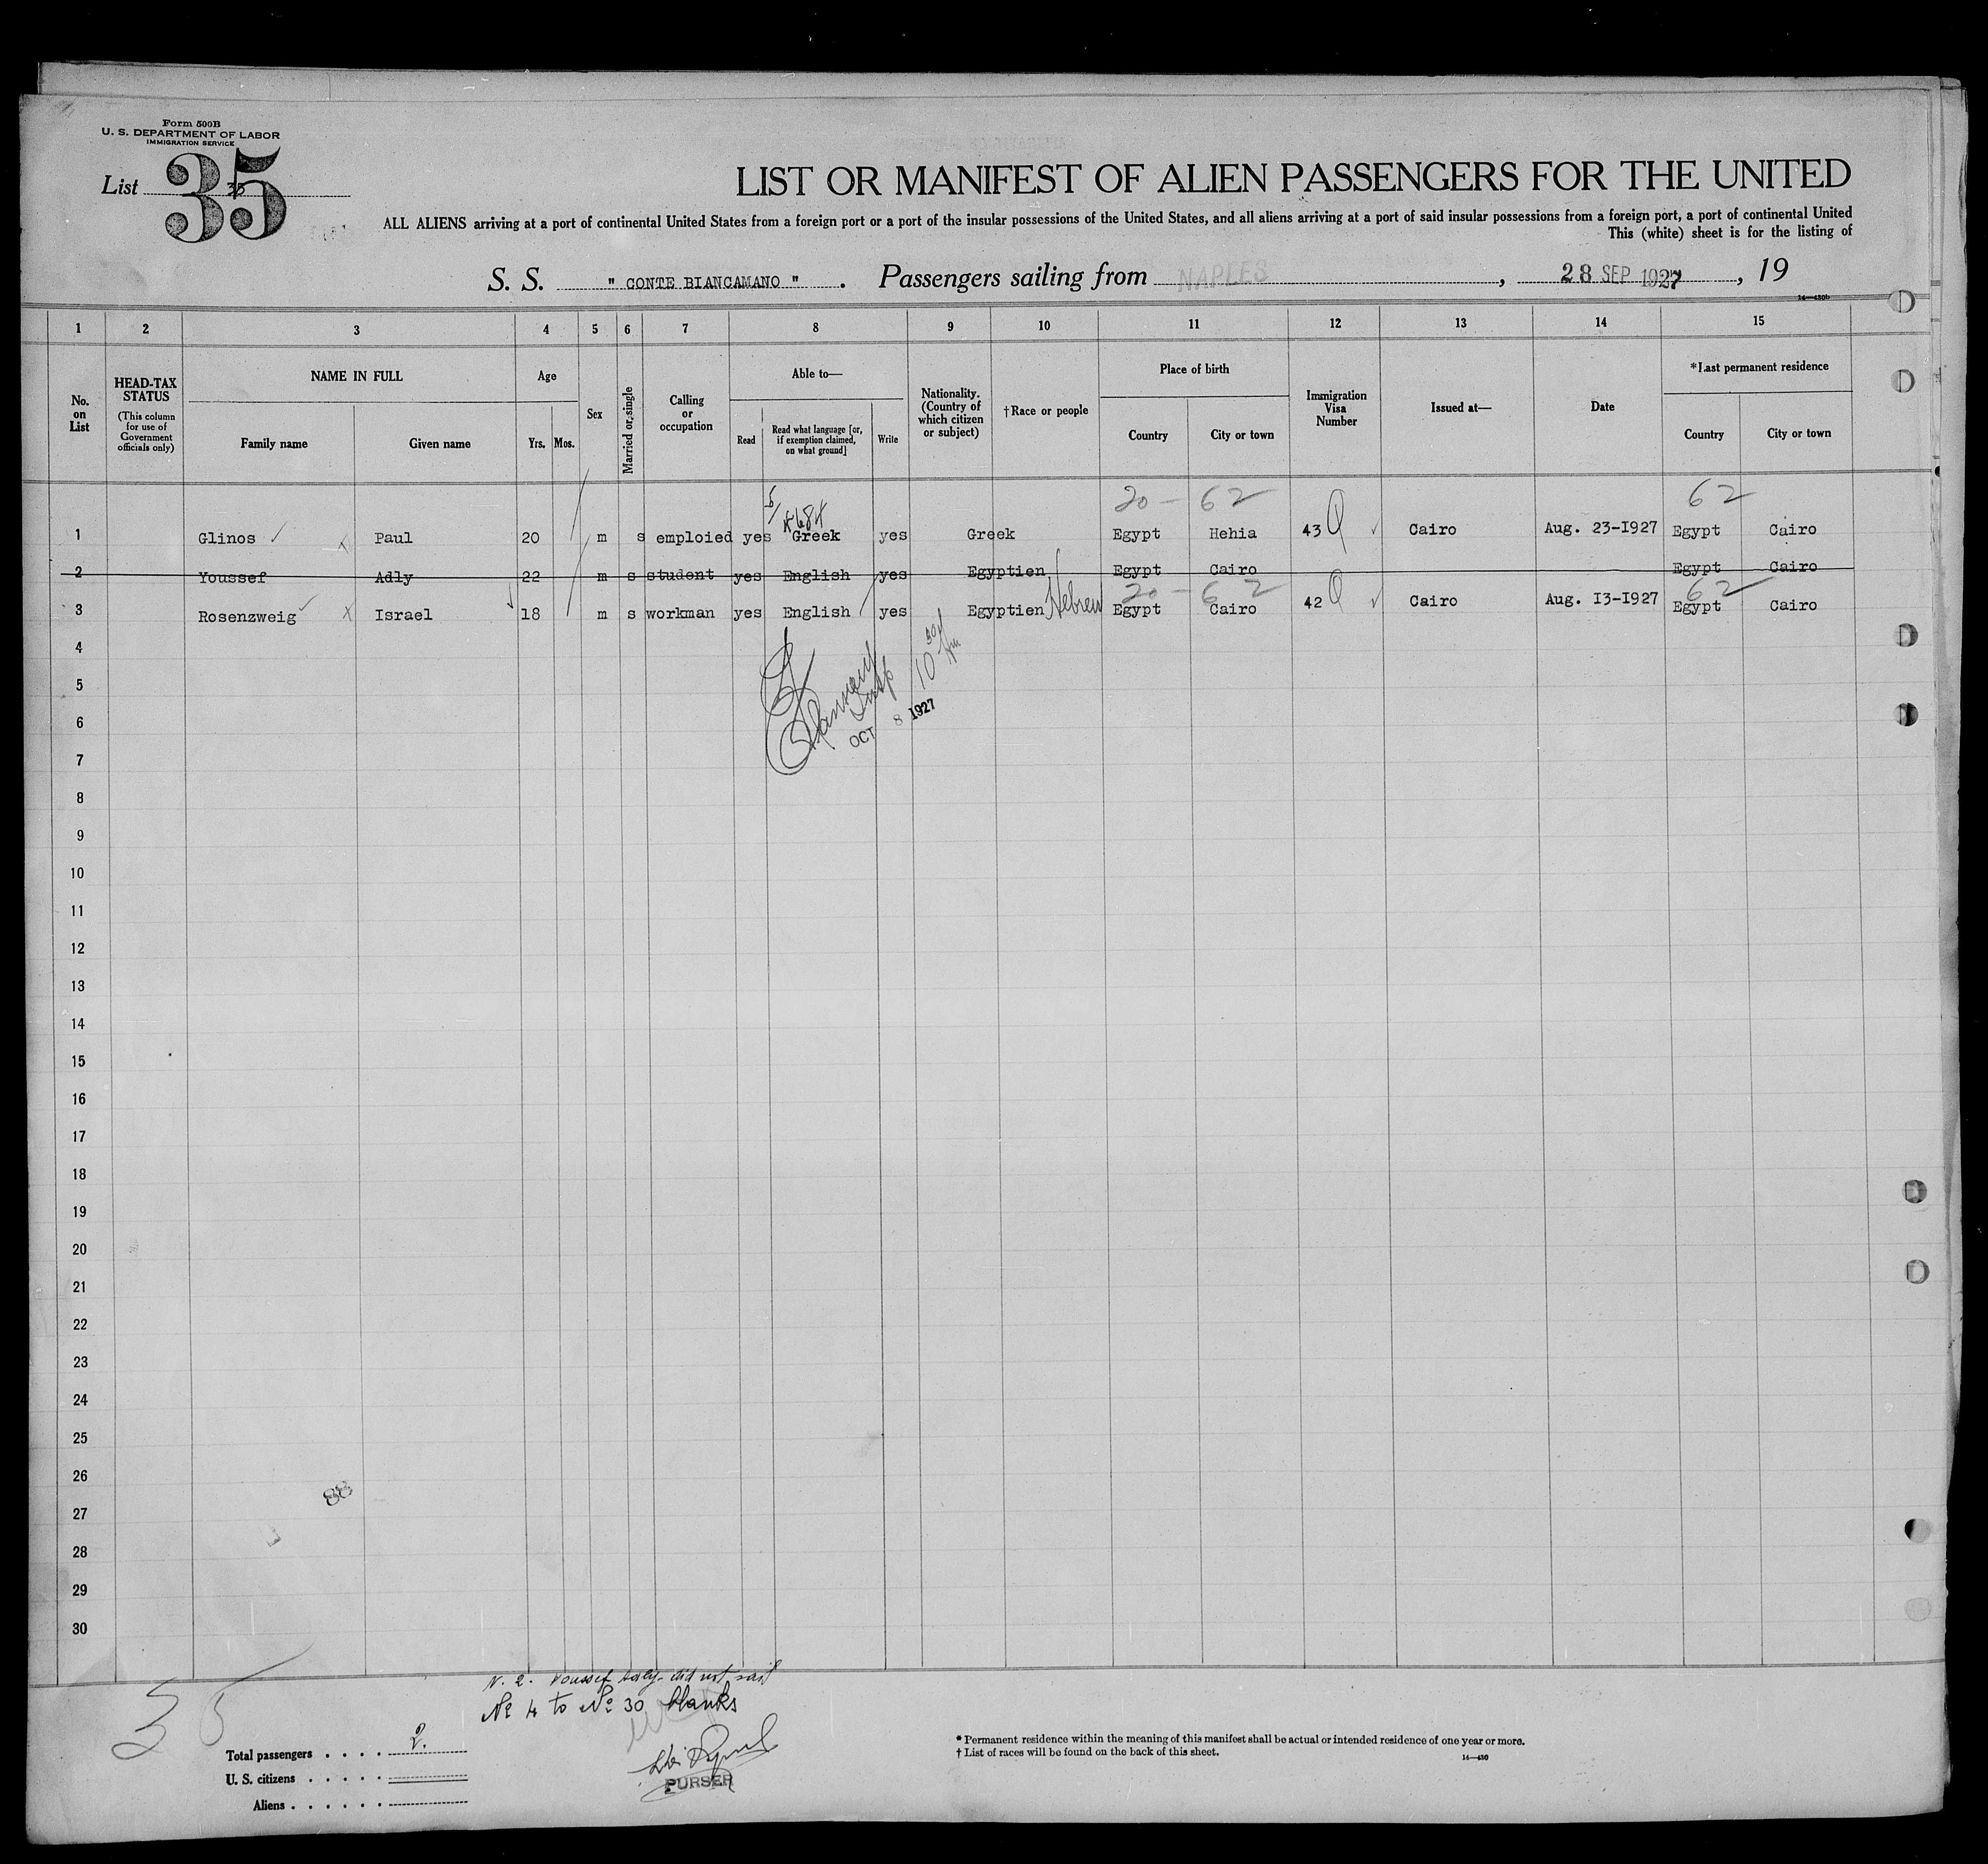 Form 500B
U. S. DEPARTMENT OF LABOR
IMMIGRATION SERVICE
List 35
35
LIST OR MANIFEST OF ALIEN PASSENGERS FOR THE UNITED
ALL ALIENS arriving at a port of continental United States from a foreign port or a port of the insular possessions of the United States, and all aliens arriving at a port of said insular possessions from a foreign port, a port of continental United
This (white) sheet is for the listing of
S. S. " CONTE BIANCAMANO " . Passengers sailing from NAPLES , 28 SEP 1927 , 19
14—430b
1 2 3 4 5 6 7 8 9 10 11 12 13 14 15
No. on List
HEAD-TAX STATUS
(This column for use of Government officials only)
NAME IN FULL
Family name Given name
Age
Yrs. Mos.
Sex
Married or single
Calling or occupation
Able to—
Read
Read what language [or, if exemption claimed, on what ground]
Write
Nationality. (Country of which citizen or subject)
†Race or people
Place of birth
Country City or town
Immigration Visa Number
Issued at—
Date
*Last permanent residence
Country City or town
20 - 62 62
1 Glinos Paul 20 m s emploied yes Greek yes Greek Egypt Hehia 43 Cairo Aug. 23-1927 Egypt Cairo
2 Youssef Adly 22 m s student yes English yes Egyptien Egypt Cairo Egypt Cairo
20 - 62 62
3 Rosenzweig Israel 18 m s workman yes English yes Egyptien Hebrew Egypt Cairo 42 Cairo Aug. 13-1927 Egypt Cairo
4
5
6
7
OCT 8 1927
8
9
10
11
12
13
14
15
16
17
18
19
20
21
22
23
24
25
26
88
27
28
29
30
35
N. 2. Youssef Adly did not sail
No 4 to No 30 blanks
Total passengers . . . . 2.
U. S. citizens . . . . .
Aliens . . . . . .
PURSER
* Permanent residence within the meaning of this manifest shall be actual or intended residence of one year or more.
† List of races will be found on the back of this sheet.
14—430